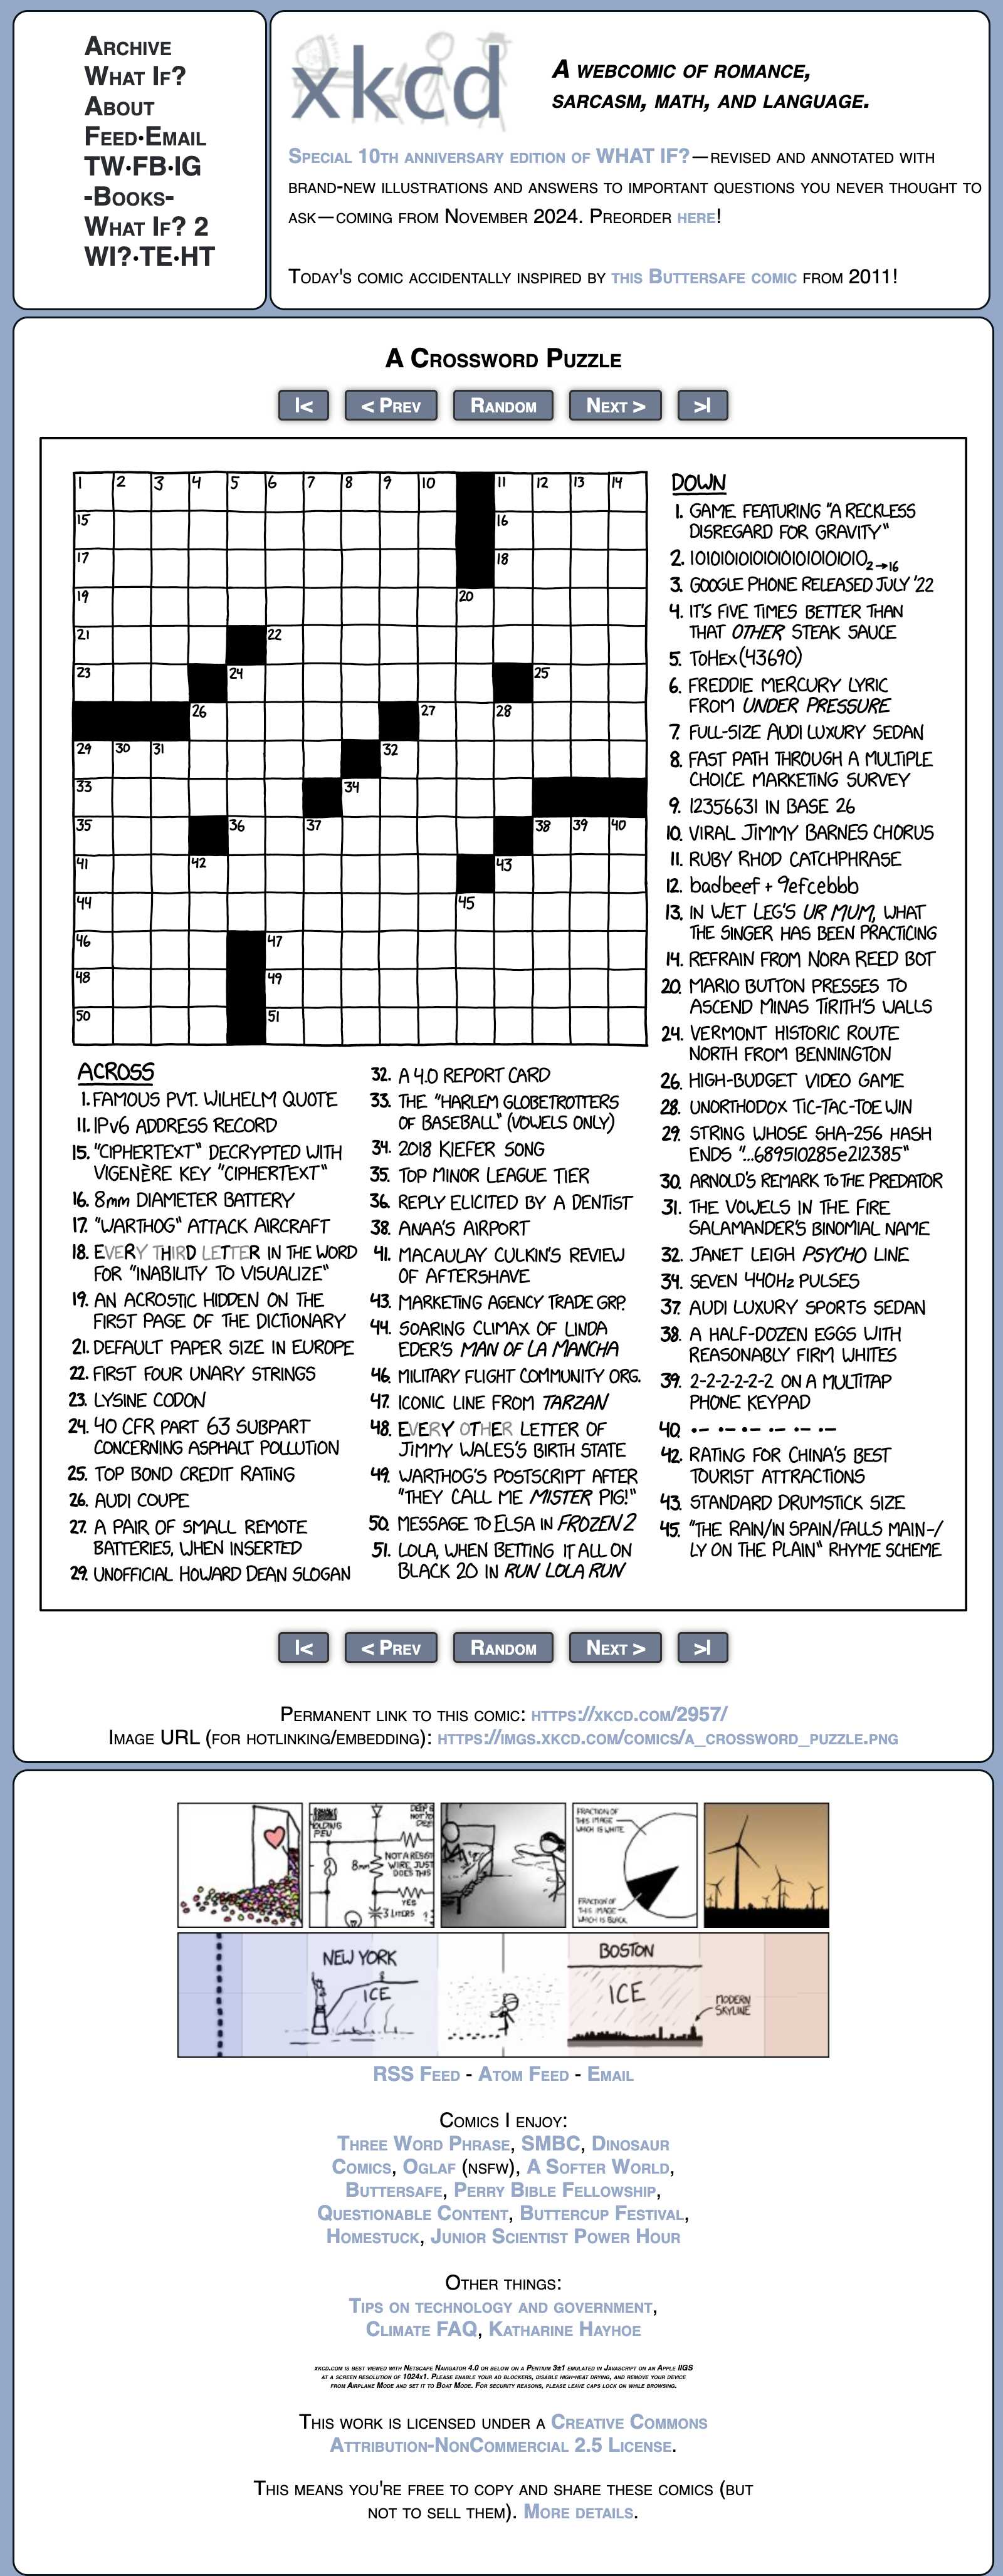 Archive
What If?
About
Feed•Email
TW•FB•IG
-Books-
What If? 2
WI?•TE•HT
xkcd
A webcomic of romance,
sarcasm, math, and language.
Special 10th anniversary edition of WHAT IF?—revised and annotated with
brand-new illustrations and answers to important questions you never thought to
ask—coming from November 2024. Preorder here!
Today's comic accidentally inspired by this Buttersafe comic from 2011!
A Crossword Puzzle
|<
< Prev
Random
Next >
>|
1 2 3 4 5 6 7 8 9 10 11 12 13 14
15 16
17 18
19 20
21 22
23 24 25
26 27 28
29 30 31 32
33 34
35 36 37 38 39 40
41 42 43
44 45
46 47
48 49
50 51
ACROSS
1. FAMOUS PVT. WILHELM QUOTE
11. IPv6 ADDRESS RECORD
15. "CIPHERTEXT" DECRYPTED WITH
VIGENÈRE KEY "CIPHERTEXT"
16. 8mm DIAMETER BATTERY
17. "WARTHOG" ATTACK AIRCRAFT
18. EVERY THIRD LETTER IN THE WORD
FOR "INABILITY TO VISUALIZE"
19. AN ACROSTIC HIDDEN ON THE
FIRST PAGE OF THE DICTIONARY
21. DEFAULT PAPER SIZE IN EUROPE
22. FIRST FOUR UNARY STRINGS
23. LYSINE CODON
24. 40 CFR PART 63 SUBPART
CONCERNING ASPHALT POLLUTION
25. TOP BOND CREDIT RATING
26. AUDI COUPE
27. A PAIR OF SMALL REMOTE
BATTERIES, WHEN INSERTED
29. UNOFFICIAL HOWARD DEAN SLOGAN
32. A 4.0 REPORT CARD
33. THE "HARLEM GLOBETROTTERS
OF BASEBALL" (VOWELS ONLY)
34. 2018 KIEFER SONG
35. TOP MINOR LEAGUE TIER
36. REPLY ELICITED BY A DENTIST
38. ANAA'S AIRPORT
41. MACAULAY CULKIN'S REVIEW
OF AFTERSHAVE
43. MARKETING AGENCY TRADE GRP.
44. SOARING CLIMAX OF LINDA
EDER'S MAN OF LA MANCHA
46. MILITARY FLIGHT COMMUNITY ORG.
47. ICONIC LINE FROM TARZAN
48. EVERY OTHER LETTER OF
JIMMY WALES'S BIRTH STATE
49. WARTHOG'S POSTSCRIPT AFTER
"THEY CALL ME MISTER PIG!"
50. MESSAGE TO ELSA IN FROZEN 2
51. LOLA, WHEN BETTING IT ALL ON
BLACK 20 IN RUN LOLA RUN
DOWN
1. GAME FEATURING "A RECKLESS
DISREGARD FOR GRAVITY"
2. 101010101010101010101010₂→₁₆
3. GOOGLE PHONE RELEASED JULY '22
4. IT'S FIVE TIMES BETTER THAN
THAT OTHER STEAK SAUCE
5. ToHex(43690)
6. FREDDIE MERCURY LYRIC
FROM UNDER PRESSURE
7. FULL-SIZE AUDI LUXURY SEDAN
8. FAST PATH THROUGH A MULTIPLE
CHOICE MARKETING SURVEY
9. 12356631 IN BASE 26
10. VIRAL JIMMY BARNES CHORUS
11. RUBY RHOD CATCHPHRASE
12. badbeef + 9efcebbb
13. IN WET LEG'S UR MUM, WHAT
THE SINGER HAS BEEN PRACTICING
14. REFRAIN FROM NORA REED BOT
20. MARIO BUTTON PRESSES TO
ASCEND MINAS TIRITH'S WALLS
24. VERMONT HISTORIC ROUTE
NORTH FROM BENNINGTON
26. HIGH-BUDGET VIDEO GAME
28. UNORTHODOX TIC-TAC-TOE WIN
29. STRING WHOSE SHA-256 HASH
ENDS "...689510285e212385"
30. ARNOLD'S REMARK TO THE PREDATOR
31. THE VOWELS IN THE FIRE
SALAMANDER'S BINOMIAL NAME
32. JANET LEIGH PSYCHO LINE
34. SEVEN 440Hz PULSES
37. AUDI LUXURY SPORTS SEDAN
38. A HALF-DOZEN EGGS WITH
REASONABLY FIRM WHITES
39. 2-2-2-2-2-2 ON A MULTITAP
PHONE KEYPAD
40. •– •– •– •– •– •–
42. RATING FOR CHINA'S BEST
TOURIST ATTRACTIONS
43. STANDARD DRUMSTICK SIZE
45. "THE RAIN/IN SPAIN/FALLS MAIN-/
LY ON THE PLAIN" RHYME SCHEME
|<
< Prev
Random
Next >
>|
Permanent link to this comic: https://xkcd.com/2957/
Image URL (for hotlinking/embedding): https://imgs.xkcd.com/comics/a_crossword_puzzle.png
8mm
NOT A RESISTOR
WIRE JUST
DOES THIS
YES
3 LITERS
FRACTION OF
THIS IMAGE
WHICH IS WHITE
FRACTION OF
THIS IMAGE
WHICH IS BLACK
NEW YORK
ICE
BOSTON
ICE
MODERN
SKYLINE
RSS Feed - Atom Feed - Email
Comics I enjoy:
Three Word Phrase, SMBC, Dinosaur
Comics, Oglaf (nsfw), A Softer World,
Buttersafe, Perry Bible Fellowship,
Questionable Content, Buttercup Festival,
Homestuck, Junior Scientist Power Hour
Other things:
Tips on technology and government,
Climate FAQ, Katharine Hayhoe
xkcd.com is best viewed with Netscape Navigator 4.0 or below on a Pentium 3±1 emulated in Javascript on an Apple IIGS
at a screen resolution of 1024x1. Please enable your ad blockers, disable high-heat drying, and remove your device
from Airplane Mode and set it to Boat Mode. For security reasons, please leave caps lock on while browsing.
This work is licensed under a Creative Commons
Attribution-NonCommercial 2.5 License.
This means you're free to copy and share these comics (but
not to sell them). More details.